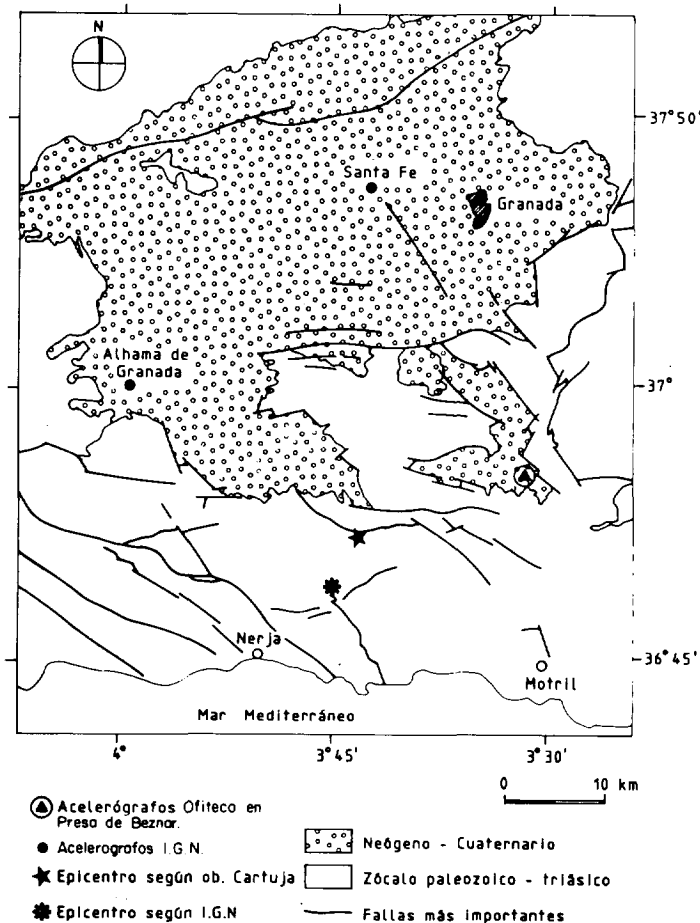 N
37°50'
Santa Fe
Granada
Alhama de
Granada
37°
36°45'
Nerja
Motril
Mar Mediterráneo
4°
3°45'
3°30'
0 10 km
Acelerógrafos Ofiteco en
Presa de Beznar.
Acelerografos I.G.N.
Epicentro según ob. Cartuja
Epicentro según I.G.N
Neógeno - Cuaternario
Zócalo paleozoico - triásico
Fallas más importantes